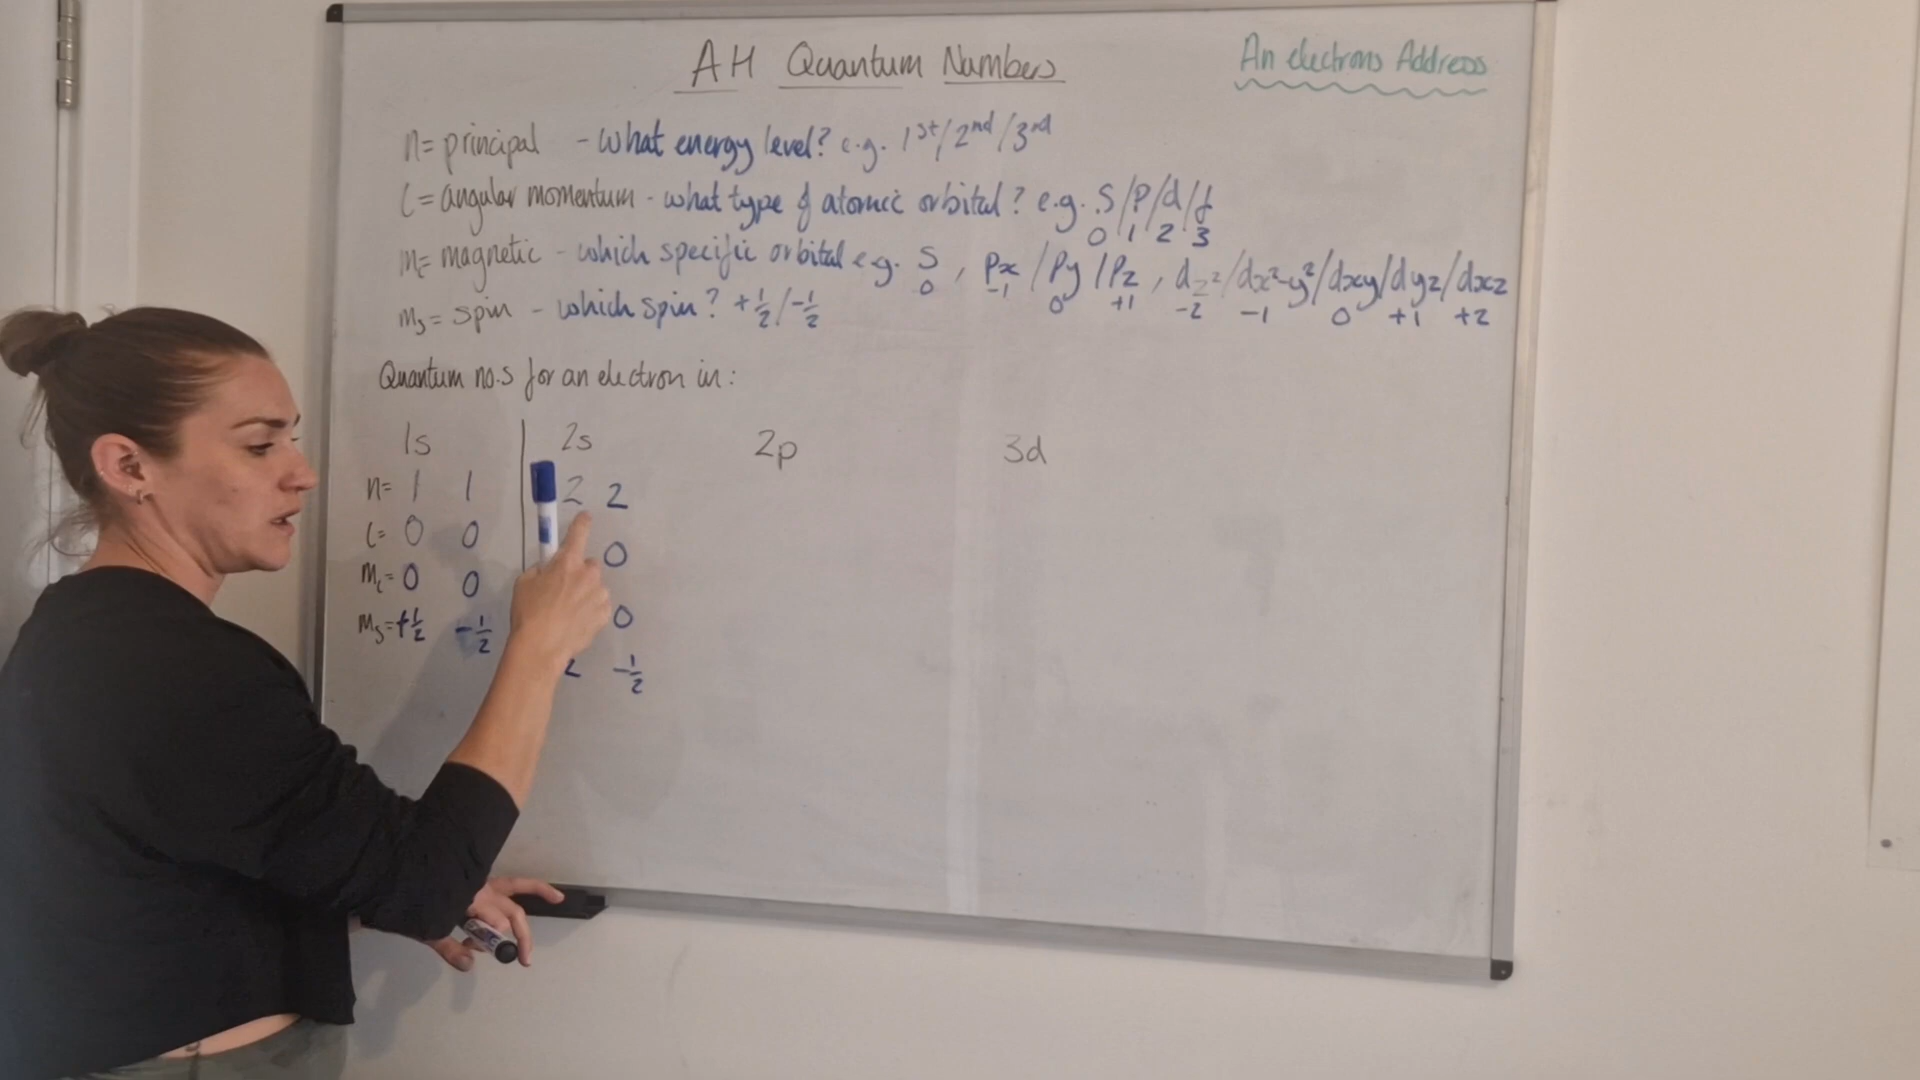 AH Quantum Numbers
An electrons Address
n= principal - What energy level? e.g. 1st/2nd/3rd
l= angular momentum - what type of atomic orbital? e.g. s/p/d/f
0 1 2 3
ml= magnetic - which specific orbital e.g. s, px/py/pz, dz²/dx²-y²/dxy/dyz/dxz
0 -1 0 +1 -2 -1 0 +1 +2
ms= spin - which spin? +1/2 / -1/2
Quantum no.s for an electron in:
1s 2s 2p 3d
n= 1 1 2 2
l= 0 0 0
ml= 0 0 0
ms= +1/2 -1/2 2 -1/2